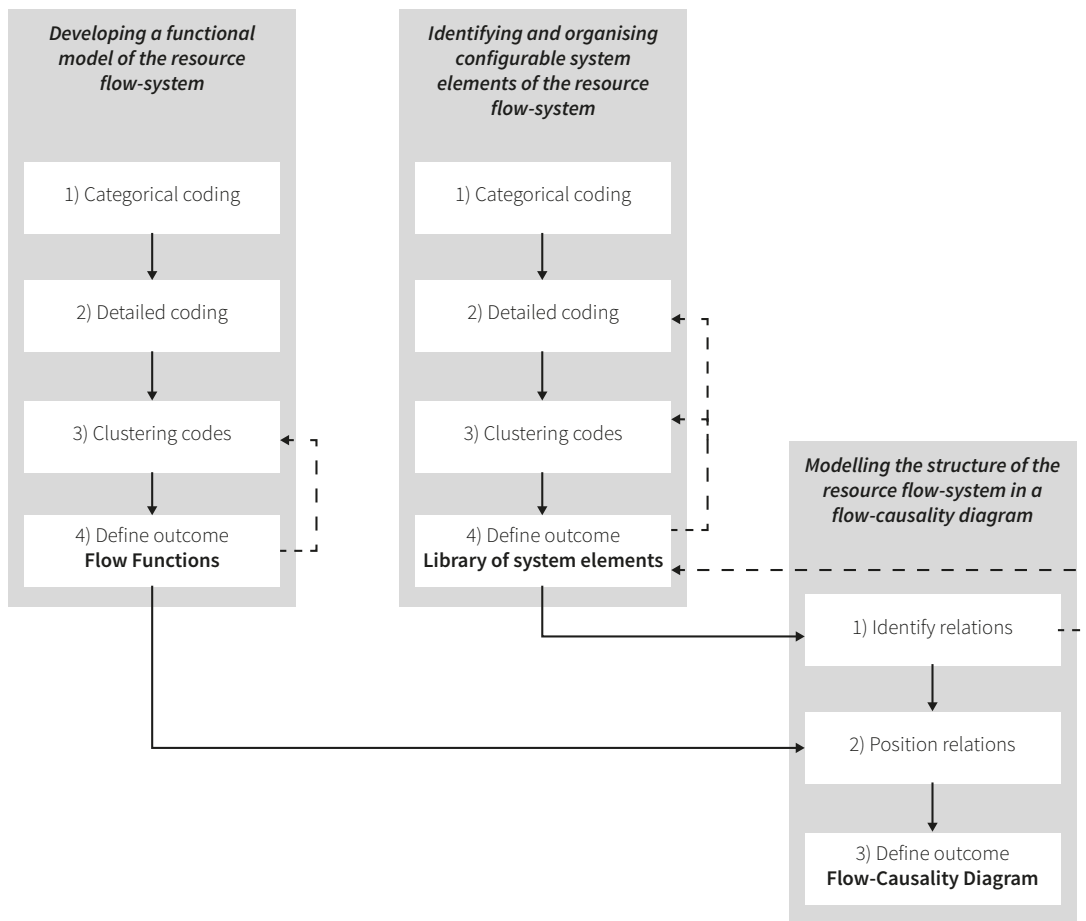 Developing a functional
model of the resource
flow-system
1) Categorical coding
2) Detailed coding
3) Clustering codes
4) Define outcome
Flow Functions
Identifying and organising
configurable system
elements of the resource
flow-system
1) Categorical coding
2) Detailed coding
3) Clustering codes
4) Define outcome
Library of system elements
Modelling the structure of the
resource flow-system in a
flow-causality diagram
1) Identify relations
2) Position relations
3) Define outcome
Flow-Causality Diagram